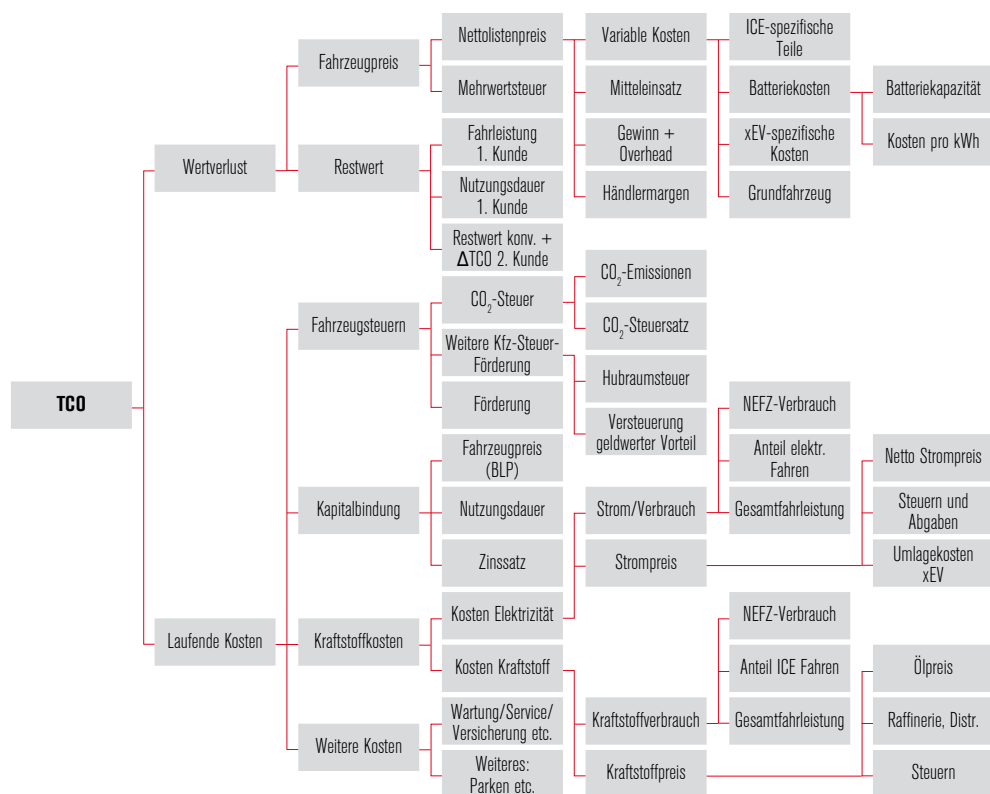 TCO
Wertverlust
Fahrzeugpreis
Nettolistenpreis
Variable Kosten
ICE-spezifische
Teile
Batteriekosten
Batteriekapazität
Kosten pro kWh
xEV-spezifische
Kosten
Grundfahrzeug
Mitteleinsatz
Gewinn +
Overhead
Händlermargen
Mehrwertsteuer
Restwert
Fahrleistung
1. Kunde
Nutzungsdauer
1. Kunde
Restwert konv. +
ΔTCO 2. Kunde
Laufende Kosten
Fahrzeugsteuern
CO₂-Steuer
CO₂-Emissionen
CO₂-Steuersatz
Weitere Kfz-Steuer-
Förderung
Hubraumsteuer
Versteuerung
geldwerter Vorteil
Förderung
Kapitalbindung
Fahrzeugpreis
(BLP)
Nutzungsdauer
Zinssatz
Kraftstoffkosten
Kosten Elektrizität
Strom/Verbrauch
NEFZ-Verbrauch
Anteil elektr.
Fahren
Gesamtfahrleistung
Strompreis
Netto Strompreis
Steuern und
Abgaben
Umlagekosten
xEV
Kosten Kraftstoff
Kraftstoffverbrauch
NEFZ-Verbrauch
Anteil ICE Fahren
Gesamtfahrleistung
Kraftstoffpreis
Ölpreis
Raffinerie, Distr.
Steuern
Weitere Kosten
Wartung/Service/
Versicherung etc.
Weiteres:
Parken etc.